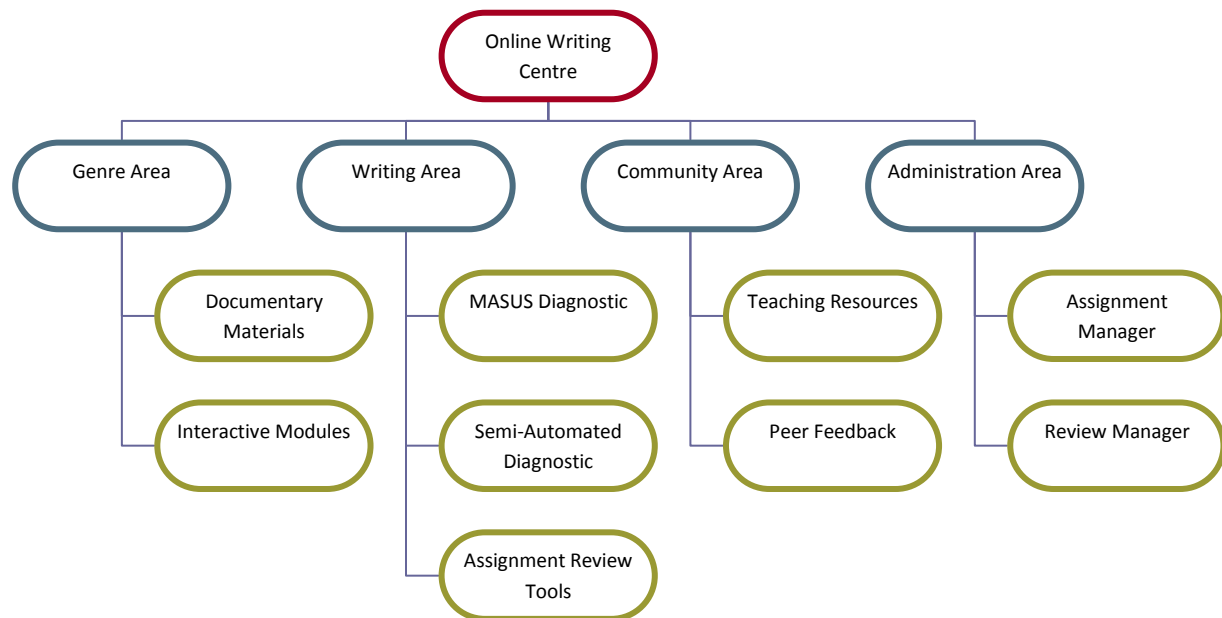 Online Writing
Centre
Genre Area
Writing Area
Community Area
Administration Area
Documentary
Materials
MASUS Diagnostic
Teaching Resources
Assignment
Manager
Interactive Modules
Semi-Automated
Diagnostic
Peer Feedback
Review Manager
Assignment Review
Tools